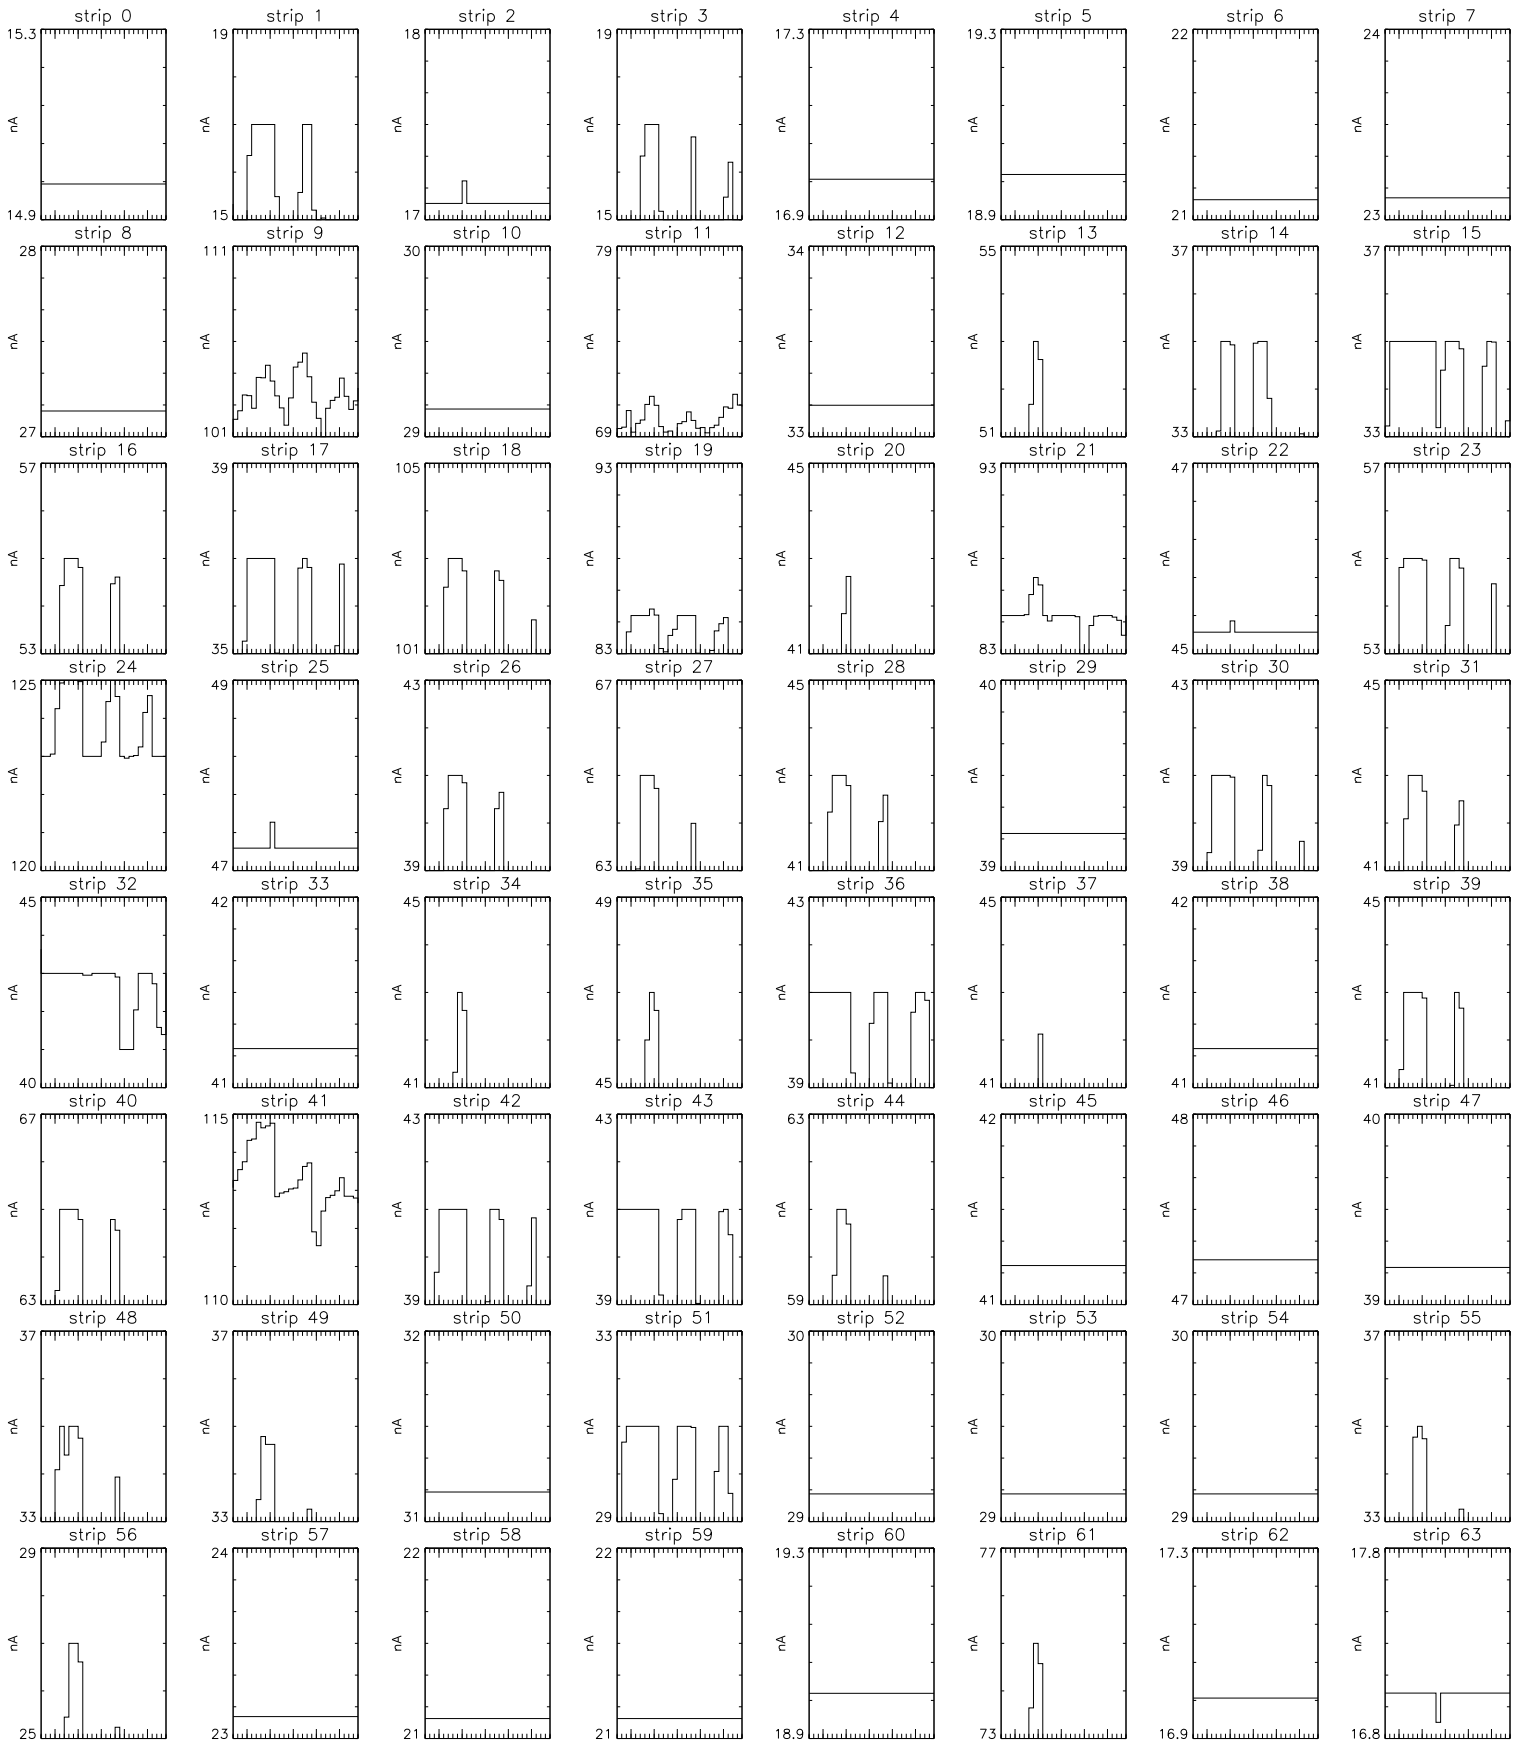 strip 0 strip 1 strip 2 strip 3 strip 4 strip 5 strip 6 strip 7
15.3 19 18 19 17.3 19.3 22 24
nA nA nA nA nA nA nA nA
14.9 15 17 15 16.9 18.9 21 23
strip 8 strip 9 strip 10 strip 11 strip 12 strip 13 strip 14 strip 15
28 111 30 79 34 55 37 37
nA nA nA nA nA nA nA nA
27 101 29 69 33 51 33 33
strip 16 strip 17 strip 18 strip 19 strip 20 strip 21 strip 22 strip 23
57 39 105 93 45 93 47 57
nA nA nA nA nA nA nA nA
53 35 101 83 41 83 45 53
strip 24 strip 25 strip 26 strip 27 strip 28 strip 29 strip 30 strip 31
125 49 43 67 45 40 43 45
nA nA nA nA nA nA nA nA
120 47 39 63 41 39 39 41
strip 32 strip 33 strip 34 strip 35 strip 36 strip 37 strip 38 strip 39
45 42 45 49 43 45 42 45
nA nA nA nA nA nA nA nA
40 41 41 45 39 41 41 41
strip 40 strip 41 strip 42 strip 43 strip 44 strip 45 strip 46 strip 47
67 115 43 43 63 42 48 40
nA nA nA nA nA nA nA nA
63 110 39 39 59 41 47 39
strip 48 strip 49 strip 50 strip 51 strip 52 strip 53 strip 54 strip 55
37 37 32 33 30 30 30 37
nA nA nA nA nA nA nA nA
33 33 31 29 29 29 29 33
strip 56 strip 57 strip 58 strip 59 strip 60 strip 61 strip 62 strip 63
29 24 22 22 19.3 77 17.3 17.8
nA nA nA nA nA nA nA nA
25 23 21 21 18.9 73 16.9 16.8